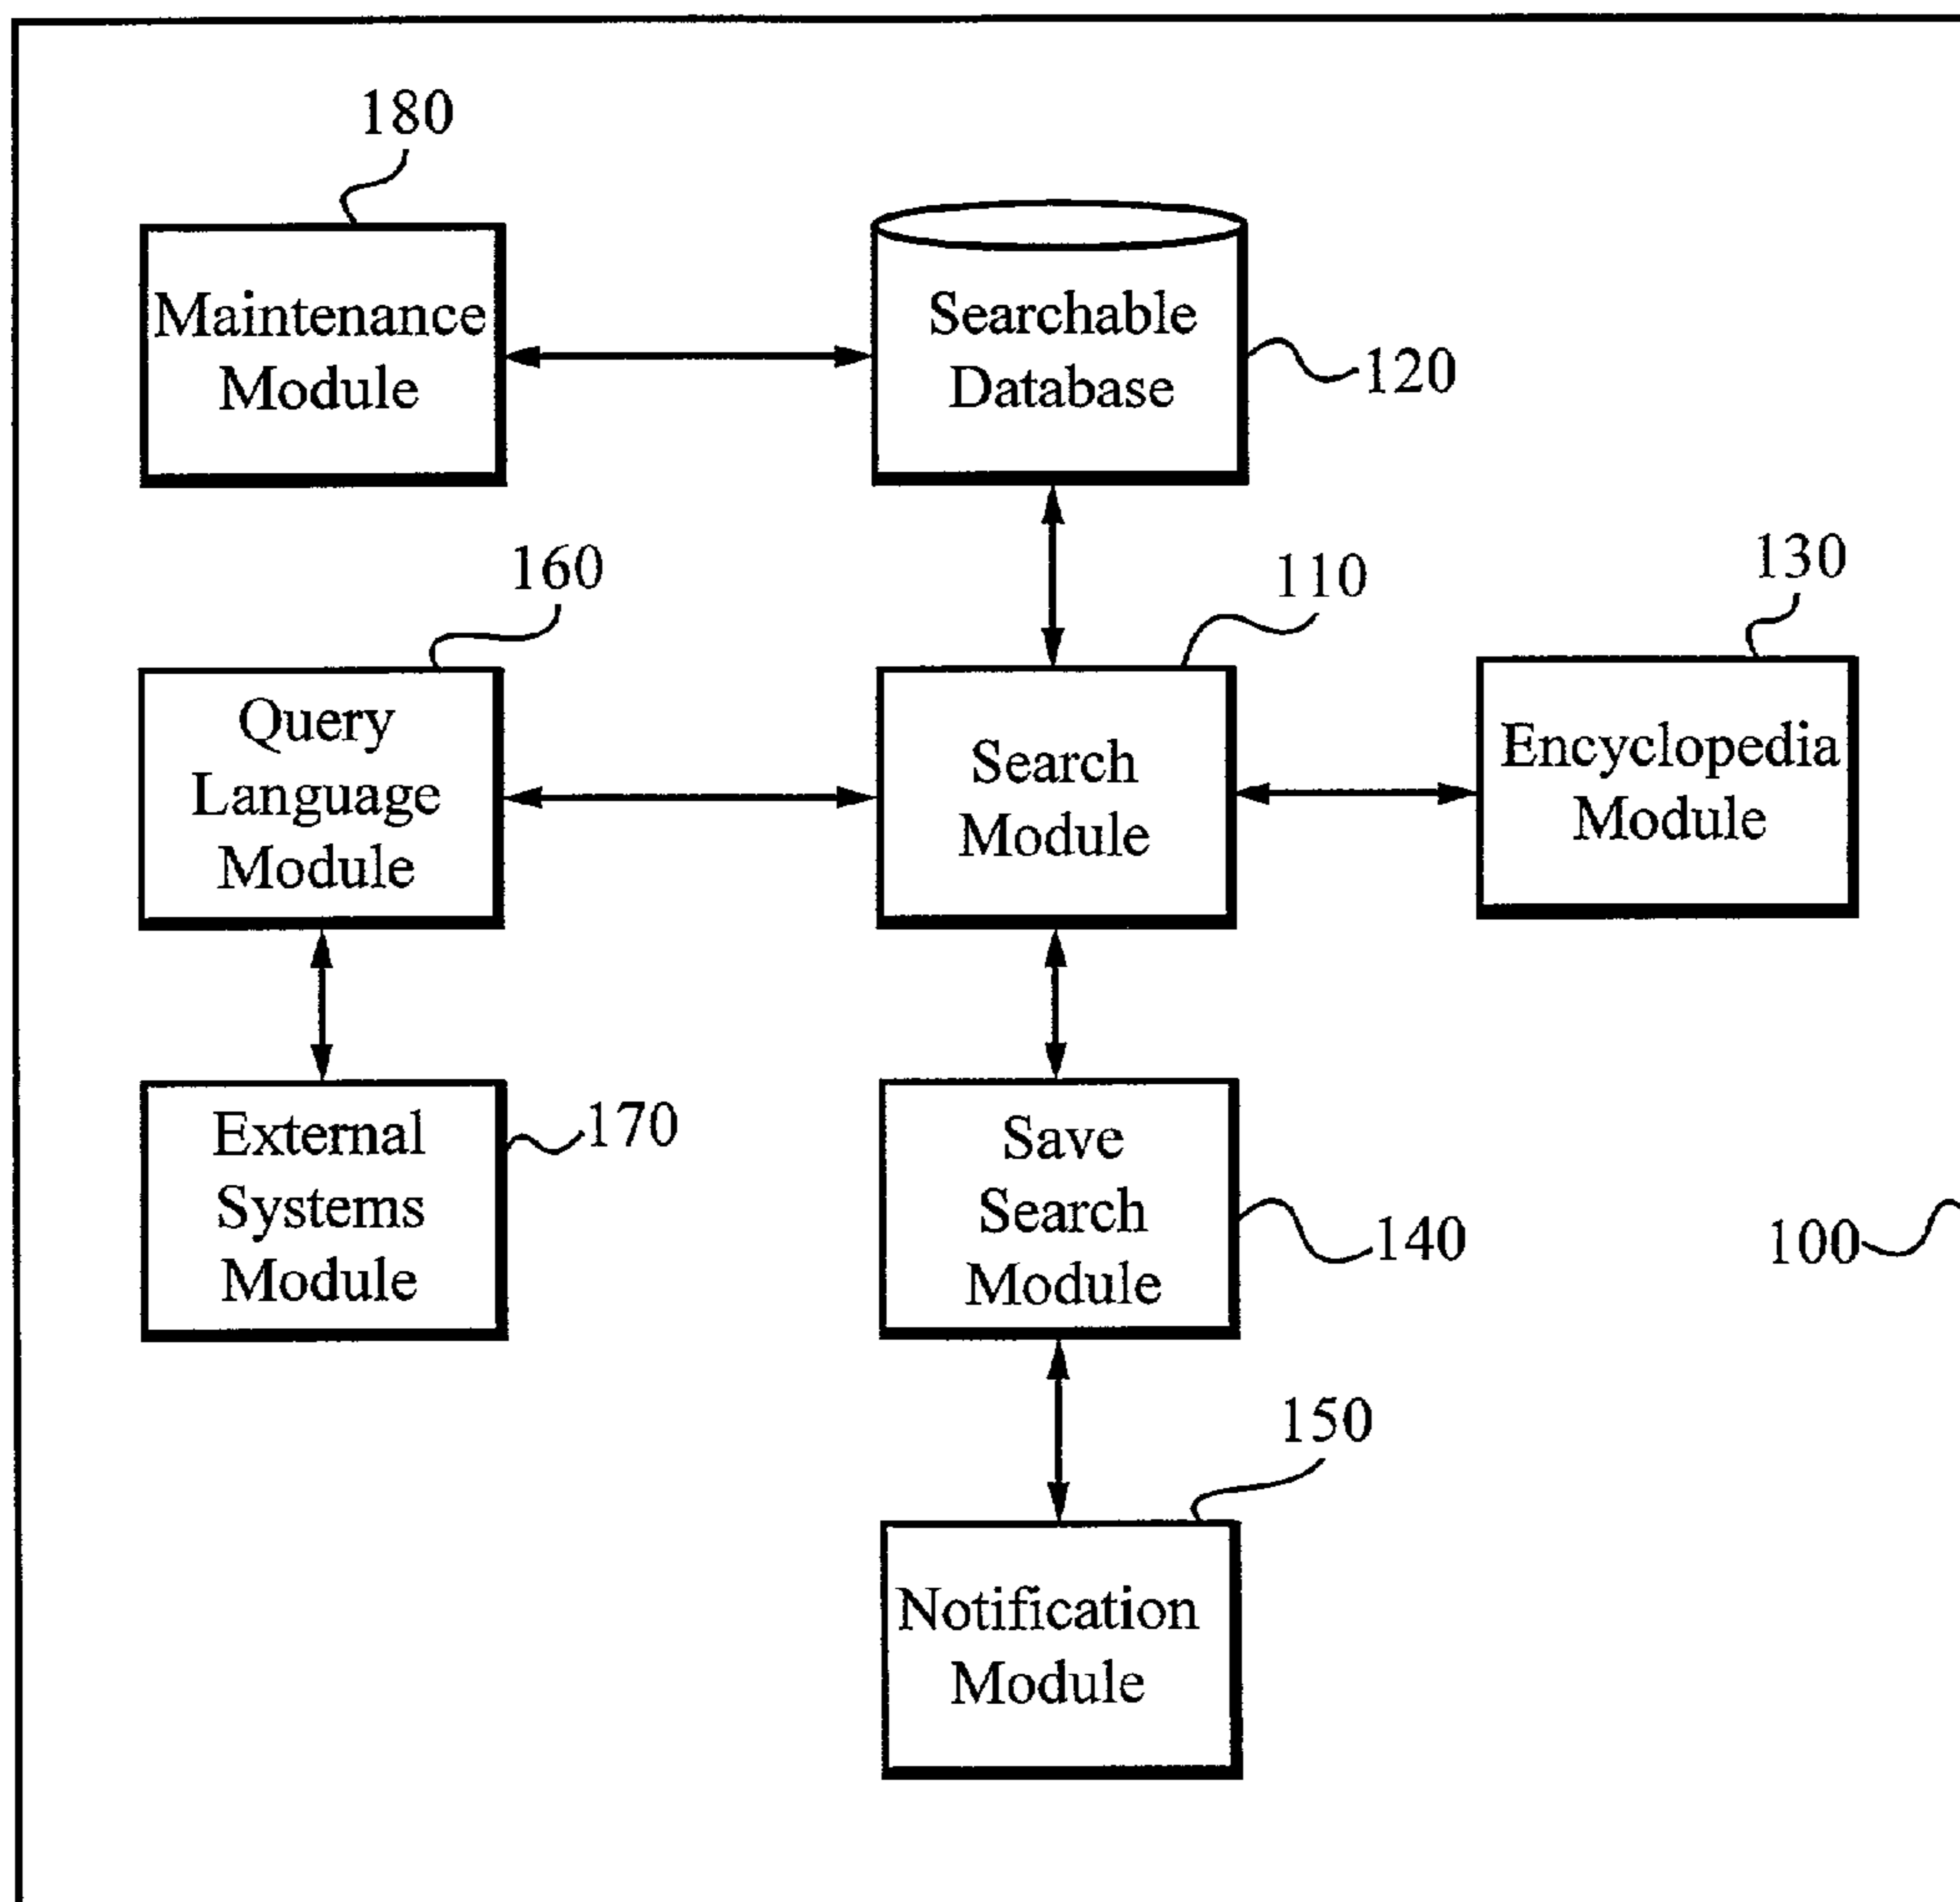 180
Maintenance
Module
Searchable
Database
120
160
110
130
Query
Language
Module
Search
Module
Encyclopedia
Module
External
Systems
Module
170
Save
Search
Module
140
100
150
Notification
Module